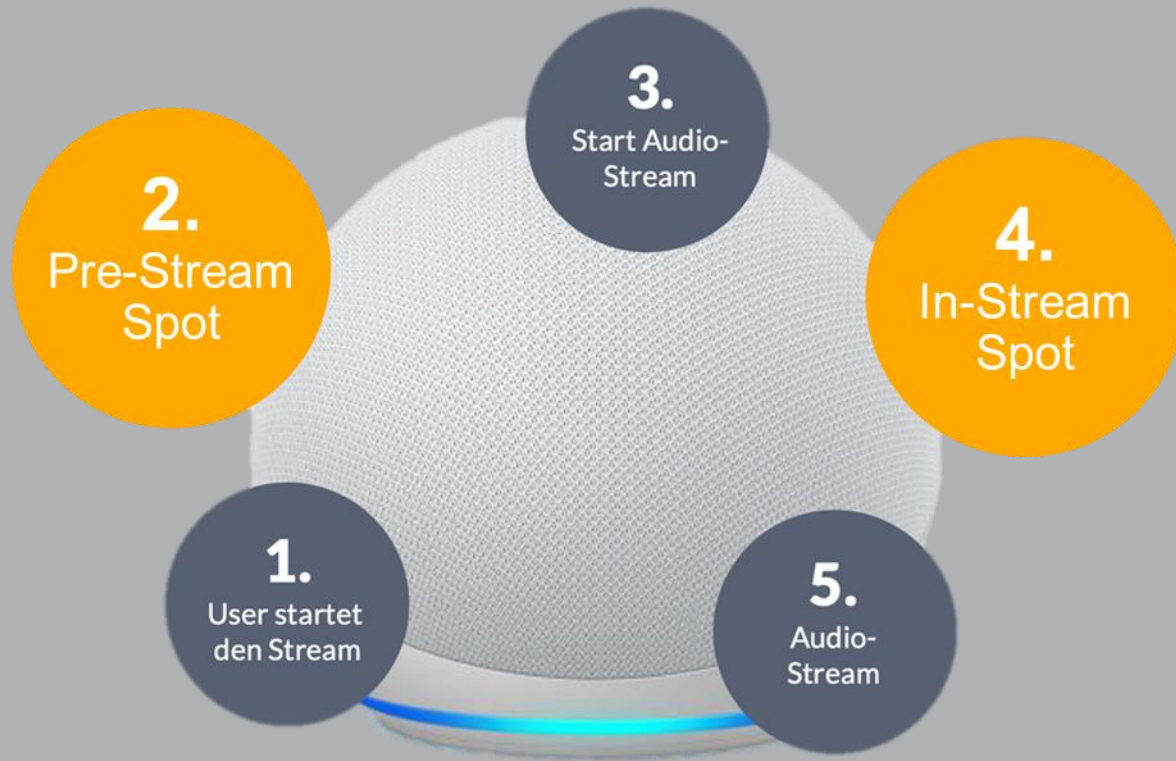 1.
User startet
den Stream
2.
Pre-Stream
Spot
3.
Start Audio-
Stream
4.
In-Stream
Spot
5.
Audio-
Stream